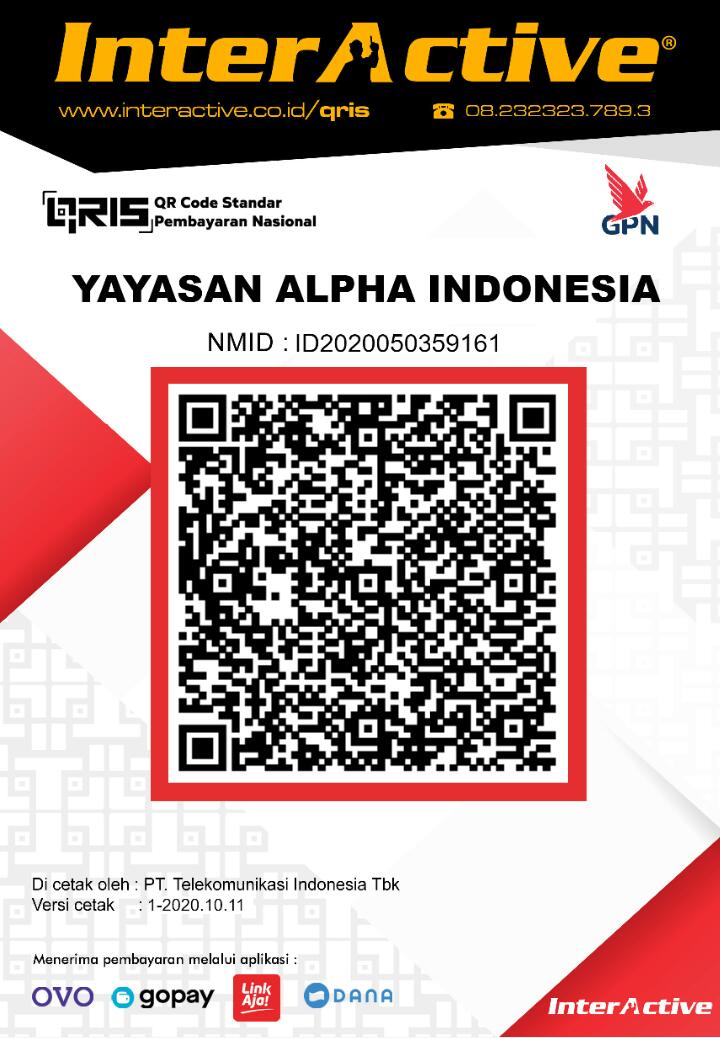 InterActive®
www.interactive.co.id/qris ☎ 08.232323.789.3
QRIS QR Code Standar
Pembayaran Nasional
GPN
YAYASAN ALPHA INDONESIA
NMID : ID2020050359161
Di cetak oleh : PT. Telekomunikasi Indonesia Tbk
Versi cetak : 1-2020.10.11
Menerima pembayaran melalui aplikasi :
OVO gopay Link Aja! DANA
InterActive